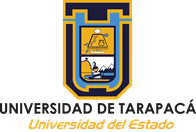 UNIVERSIDAD DE TARAPACÁ
Universidad del Estado